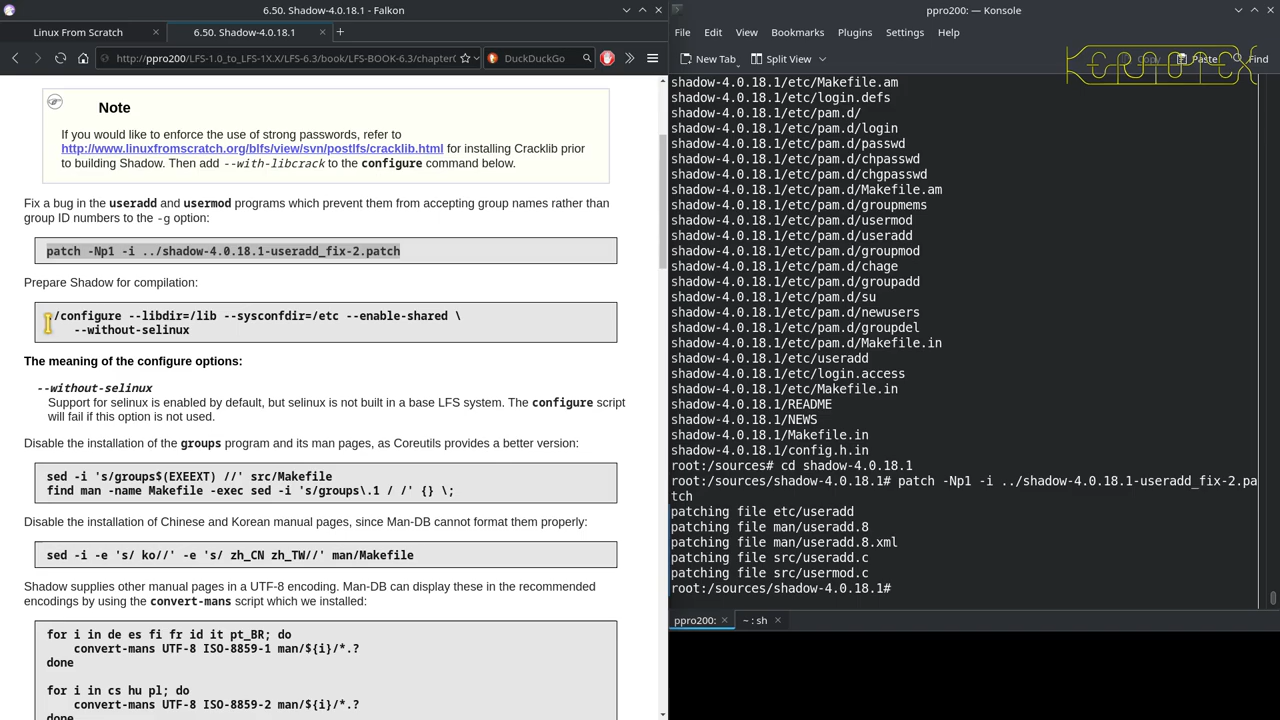 6.50. Shadow-4.0.18.1 - Falkon
Linux From Scratch
6.50. Shadow-4.0.18.1
http://ppro200/LFS-1.0_to_LFS-1X.X/LFS-6.3/book/LFS-BOOK-6.3/chapter0
DuckDuckGo
Note
If you would like to enforce the use of strong passwords, refer to
http://www.linuxfromscratch.org/blfs/view/svn/postlfs/cracklib.html for installing Cracklib prior
to building Shadow. Then add --with-libcrack to the configure command below.
Fix a bug in the useradd and usermod programs which prevent them from accepting group names rather than
group ID numbers to the -g option:
patch -Np1 -i ../shadow-4.0.18.1-useradd_fix-2.patch
Prepare Shadow for compilation:
/configure --libdir=/lib --sysconfdir=/etc --enable-shared \
--without-selinux
The meaning of the configure options:
--without-selinux
Support for selinux is enabled by default, but selinux is not built in a base LFS system. The configure script
will fail if this option is not used.
Disable the installation of the groups program and its man pages, as Coreutils provides a better version:
sed -i 's/groups$(EXEEXT) //' src/Makefile
find man -name Makefile -exec sed -i 's/groups\.1 / /' {} \;
Disable the installation of Chinese and Korean manual pages, since Man-DB cannot format them properly:
sed -i -e 's/ ko//' -e 's/ zh_CN zh_TW//' man/Makefile
Shadow supplies other manual pages in a UTF-8 encoding. Man-DB can display these in the recommended
encodings by using the convert-mans script which we installed:
for i in de es fi fr id it pt_BR; do
convert-mans UTF-8 ISO-8859-1 man/${i}/*.?
done
for i in cs hu pl; do
convert-mans UTF-8 ISO-8859-2 man/${i}/*.?
done
ppro200: — Konsole
File Edit View Bookmarks Plugins Settings Help
New Tab Split View Copy Paste Find
shadow-4.0.18.1/etc/Makefile.am
shadow-4.0.18.1/etc/login.defs
shadow-4.0.18.1/etc/pam.d/
shadow-4.0.18.1/etc/pam.d/login
shadow-4.0.18.1/etc/pam.d/passwd
shadow-4.0.18.1/etc/pam.d/chpasswd
shadow-4.0.18.1/etc/pam.d/chgpasswd
shadow-4.0.18.1/etc/pam.d/Makefile.am
shadow-4.0.18.1/etc/pam.d/groupmems
shadow-4.0.18.1/etc/pam.d/usermod
shadow-4.0.18.1/etc/pam.d/useradd
shadow-4.0.18.1/etc/pam.d/groupmod
shadow-4.0.18.1/etc/pam.d/chage
shadow-4.0.18.1/etc/pam.d/groupadd
shadow-4.0.18.1/etc/pam.d/su
shadow-4.0.18.1/etc/pam.d/newusers
shadow-4.0.18.1/etc/pam.d/groupdel
shadow-4.0.18.1/etc/pam.d/Makefile.in
shadow-4.0.18.1/etc/useradd
shadow-4.0.18.1/etc/login.access
shadow-4.0.18.1/etc/Makefile.in
shadow-4.0.18.1/README
shadow-4.0.18.1/NEWS
shadow-4.0.18.1/Makefile.in
shadow-4.0.18.1/config.h.in
root:/sources# cd shadow-4.0.18.1
root:/sources/shadow-4.0.18.1# patch -Np1 -i ../shadow-4.0.18.1-useradd_fix-2.pa
tch
patching file etc/useradd
patching file man/useradd.8
patching file man/useradd.8.xml
patching file src/useradd.c
patching file src/usermod.c
root:/sources/shadow-4.0.18.1#
ppro200:
~ : sh